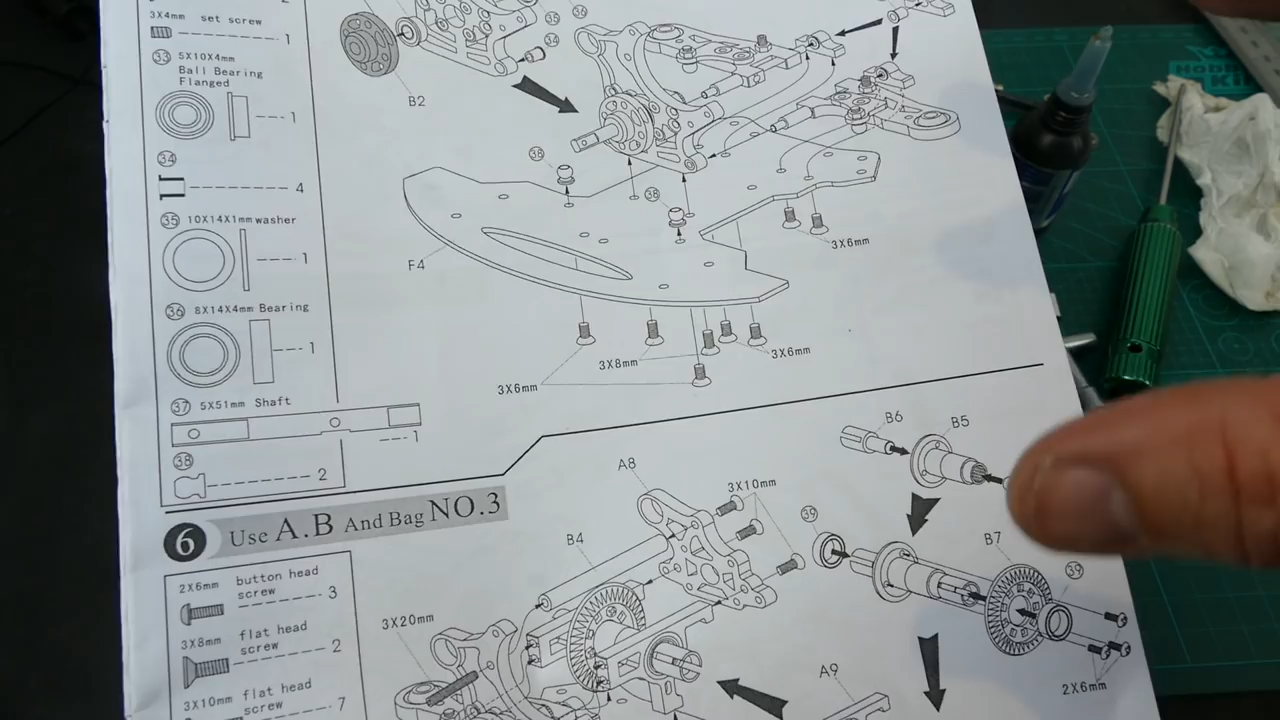 3X4mm set screw
1
33 5X10X4mm
Ball Bearing
Flanged
1
34
4
35 10X14X1mm washer
1
36 8X14X4mm Bearing
1
37 5X51mm Shaft
1
38
2
B2
35
36
34
36
38
F4
3X6mm
3X8mm
3X6mm
3X6mm
6 Use A.B And Bag NO.3
2X6mm button head
screw
3
3X8mm flat head
screw
2
3X10mm flat head
screw
7
A8
3X10mm
B4
3X20mm
B6
B5
39
B7
39
2X6mm
A9